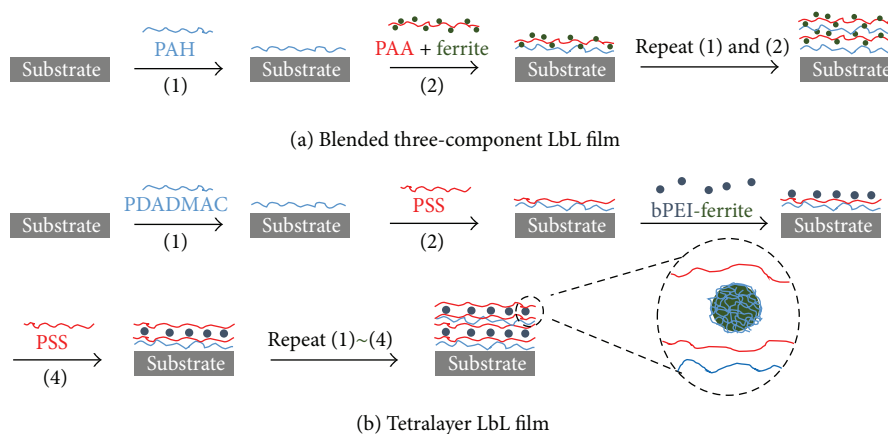 PAH
PAA + ferrite
Repeat (1) and (2)
Substrate
(1)
Substrate
(2)
Substrate
Substrate
(a) Blended three-component LbL film
PDADMAC
PSS
bPEI-ferrite
Substrate
(1)
Substrate
(2)
Substrate
Substrate
PSS
Repeat (1)~(4)
(4)
Substrate
Substrate
(b) Tetralayer LbL film